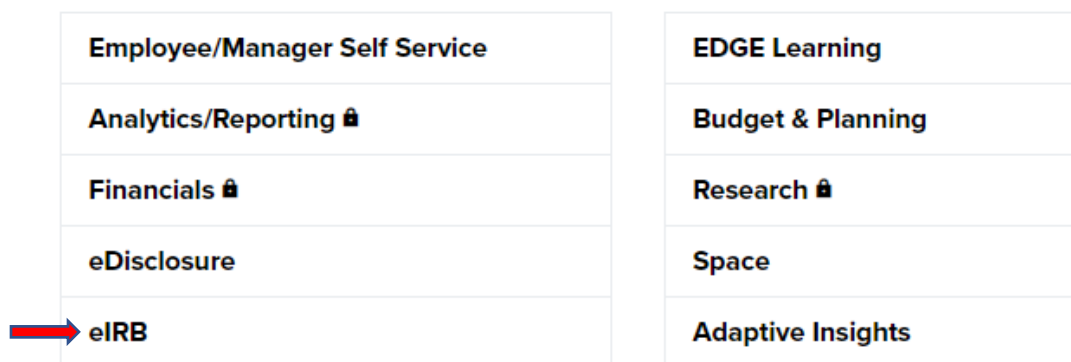 Employee/Manager Self Service
Analytics/Reporting
Financials
eDisclosure
eIRB
EDGE Learning
Budget & Planning
Research
Space
Adaptive Insights